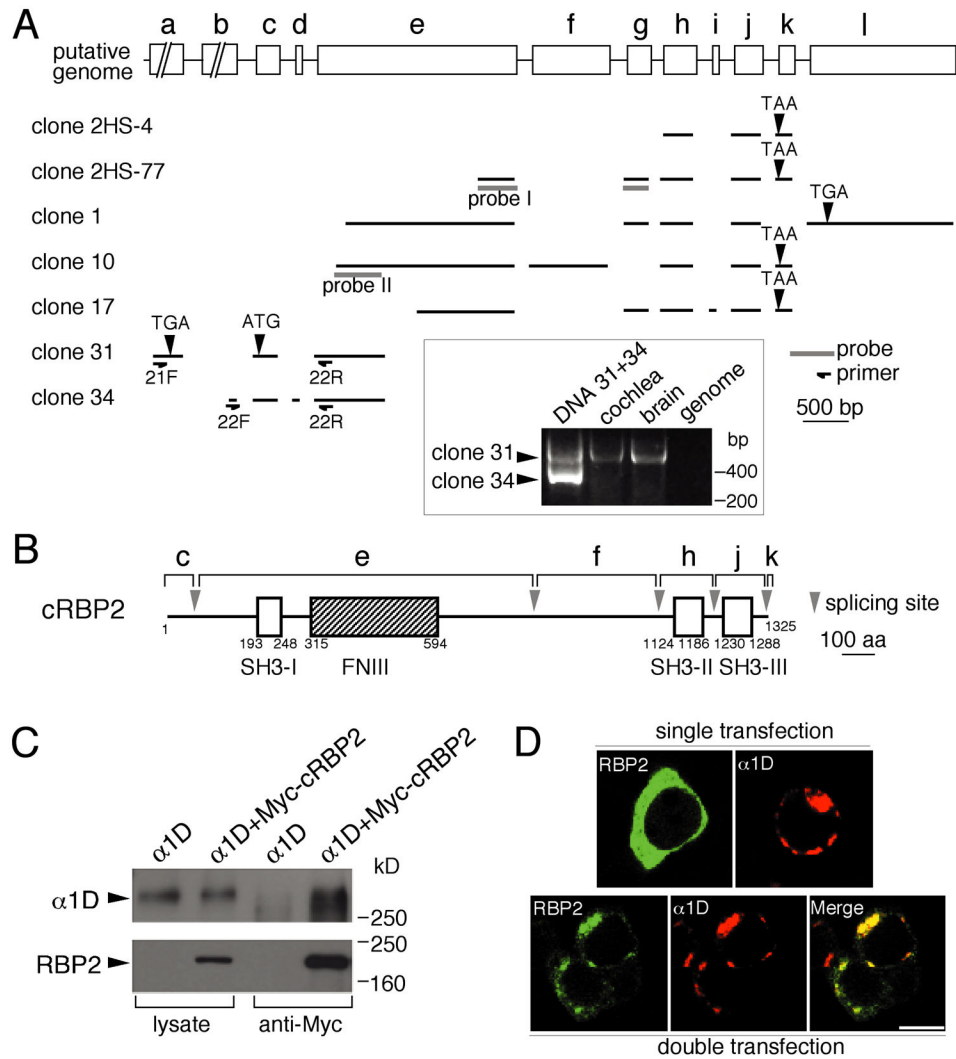 A
a b c d e f g h i j k l
putative
genome
TAA
clone 2HS-4
TAA
clone 2HS-77
probe I
TGA
clone 1
TAA
clone 10
probe II
TAA
clone 17
TGA ATG
clone 31
21F 22R
clone 34
22F 22R
probe
primer
500 bp
DNA 31+34 cochlea brain genome
bp
clone 31
-400
clone 34
-200
B
c e f h j k
cRBP2
splicing site
1 193 248 315 594 1124 1186 1230 1288 1325
100 aa
SH3-I FNIII SH3-II SH3-III
C
α1D α1D+Myc-cRBP2 α1D α1D+Myc-cRBP2
kD
α1D
-250
-250
RBP2
-160
lysate anti-Myc
D
single transfection
RBP2 α1D
RBP2 α1D Merge
double transfection